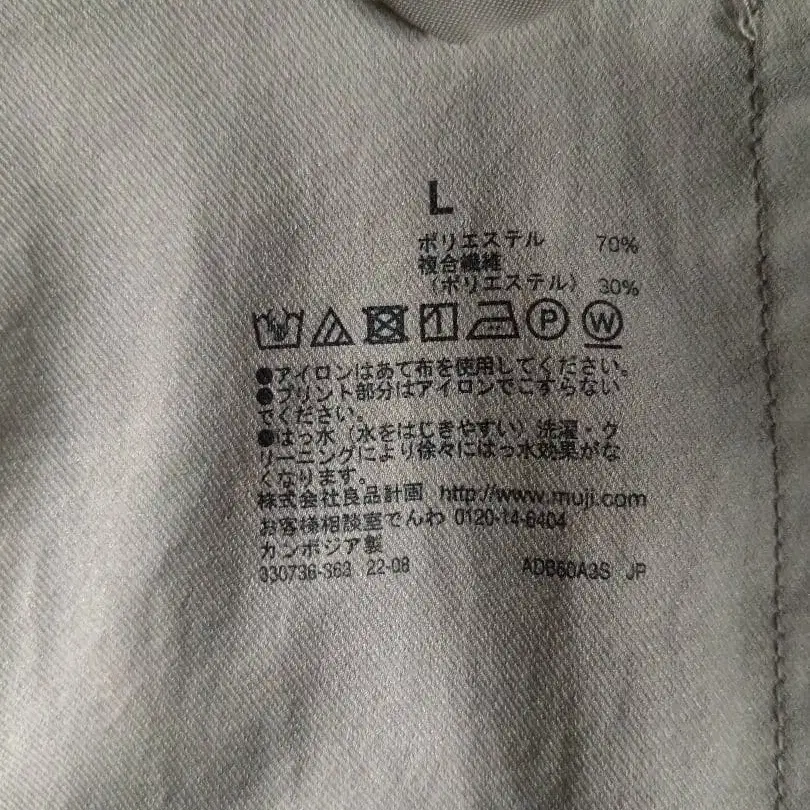 L
ポリエステル 70%
複合繊維
(ポリエステル) 30%
P W
●アイロンはあて布を使用してください。
●プリント部分はアイロンでこすらない
でください。
●はっ水(水をはじきやすい)洗濯・ク
リーニングにより徐々にはっ水効果がな
くなります。
株式会社良品計画 http://www.muji.com
お客様相談室でんわ 0120-14-6404
カンボジア製
22-08
JP